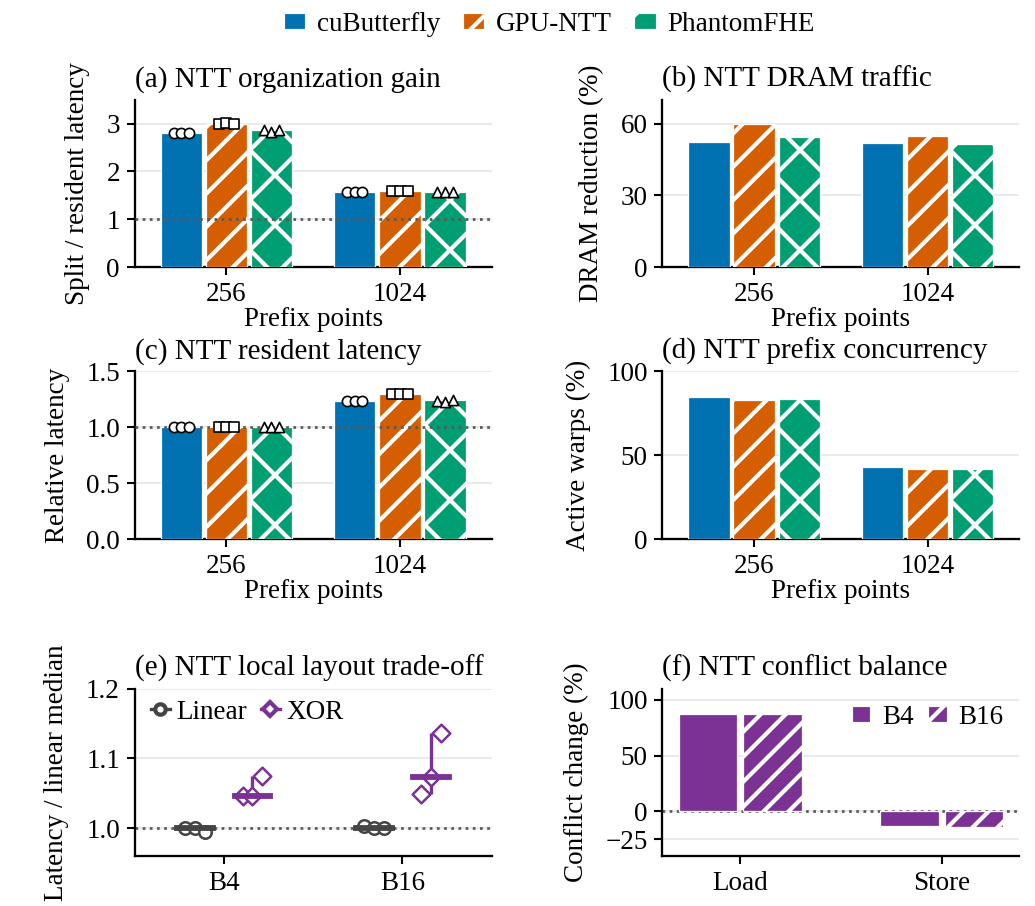 cuButterfly GPU-NTT PhantomFHE
(a) NTT organization gain
Split / resident latency
3
2
1
0
256 1024
Prefix points
(b) NTT DRAM traffic
DRAM reduction (%)
60
30
0
256 1024
Prefix points
(c) NTT resident latency
Relative latency
1.5
1.0
0.5
0.0
256 1024
Prefix points
(d) NTT prefix concurrency
Active warps (%)
100
50
0
256 1024
Prefix points
(e) NTT local layout trade-off
Latency / linear median
Linear XOR
1.2
1.1
1.0
B4 B16
(f) NTT conflict balance
Conflict change (%)
B4 B16
100
50
0
−25
Load Store